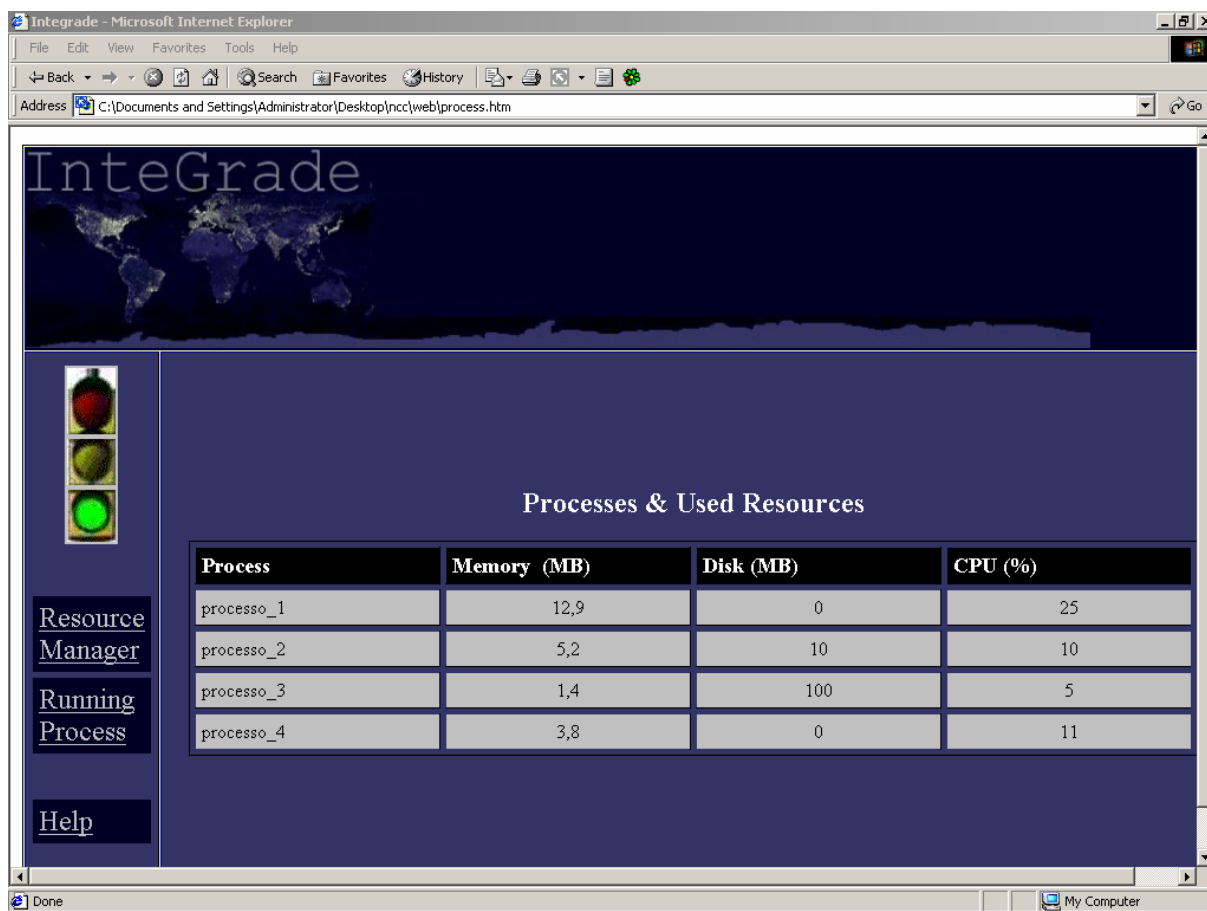 Integrade - Microsoft Internet Explorer
File Edit View Favorites Tools Help
Back Search Favorites History
Address C:\Documents and Settings\Administrator\Desktop\ncc\web\process.htm Go
InteGrade
Processes & Used Resources
Process Memory (MB) Disk (MB) CPU (%)
processo_1 12,9 0 25
processo_2 5,2 10 10
processo_3 1,4 100 5
processo_4 3,8 0 11
Resource
Manager
Running
Process
Help
Done My Computer